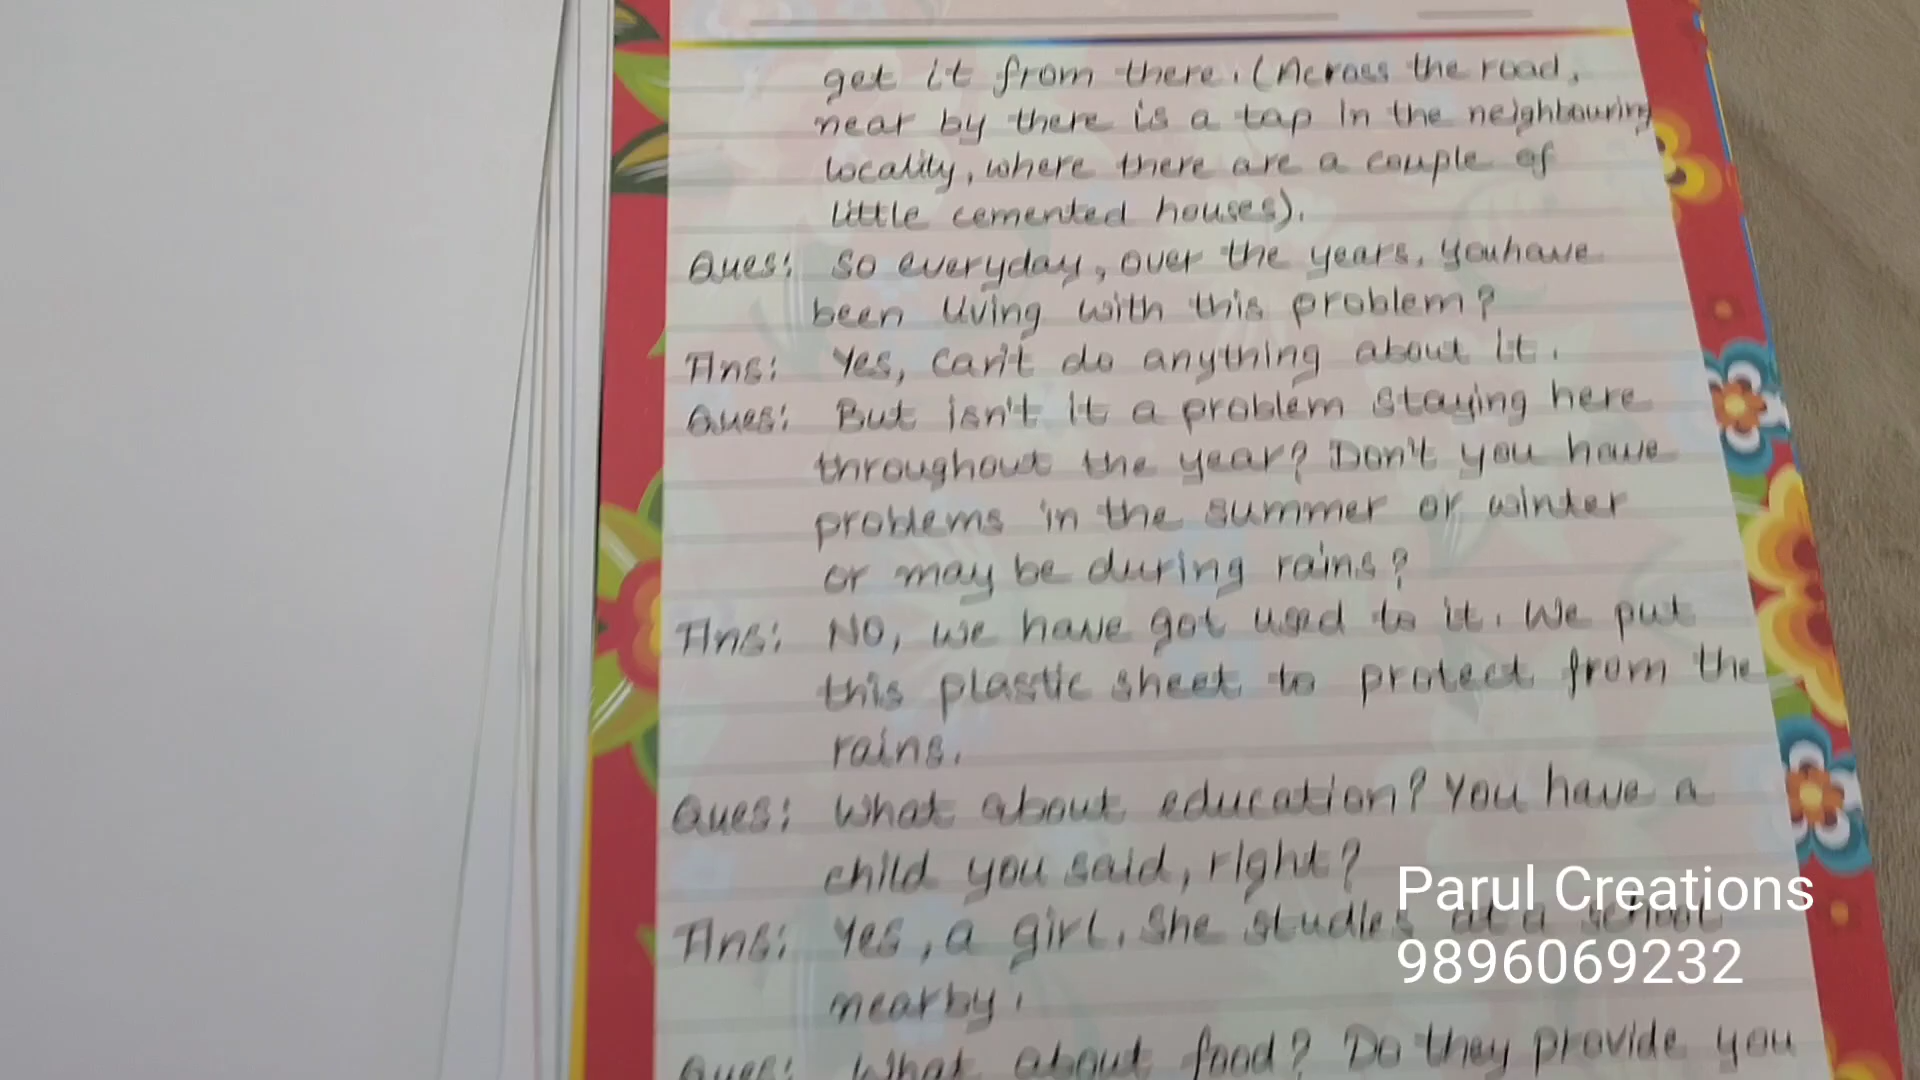 get it from there. (Across the road,
near by there is a tap in the neighbouring
locality, where there are a couple of
little cemented houses).
Ques: So everyday, over the years, you have
been living with this problem?
Ans: Yes, can't do anything about it.
Ques: But isn't it a problem staying here
throughout the year? Don't you have
problems in the summer or winter
or may be during rains?
Ans: No, we have got used to it. We put
this plastic sheet to protect from the
rains.
Ques: What about education? You have a
child you said, right?
Ans: Yes, a girl. She studies at a school
nearby.
Ques: What about food? Do they provide you
Parul Creations
9896069232